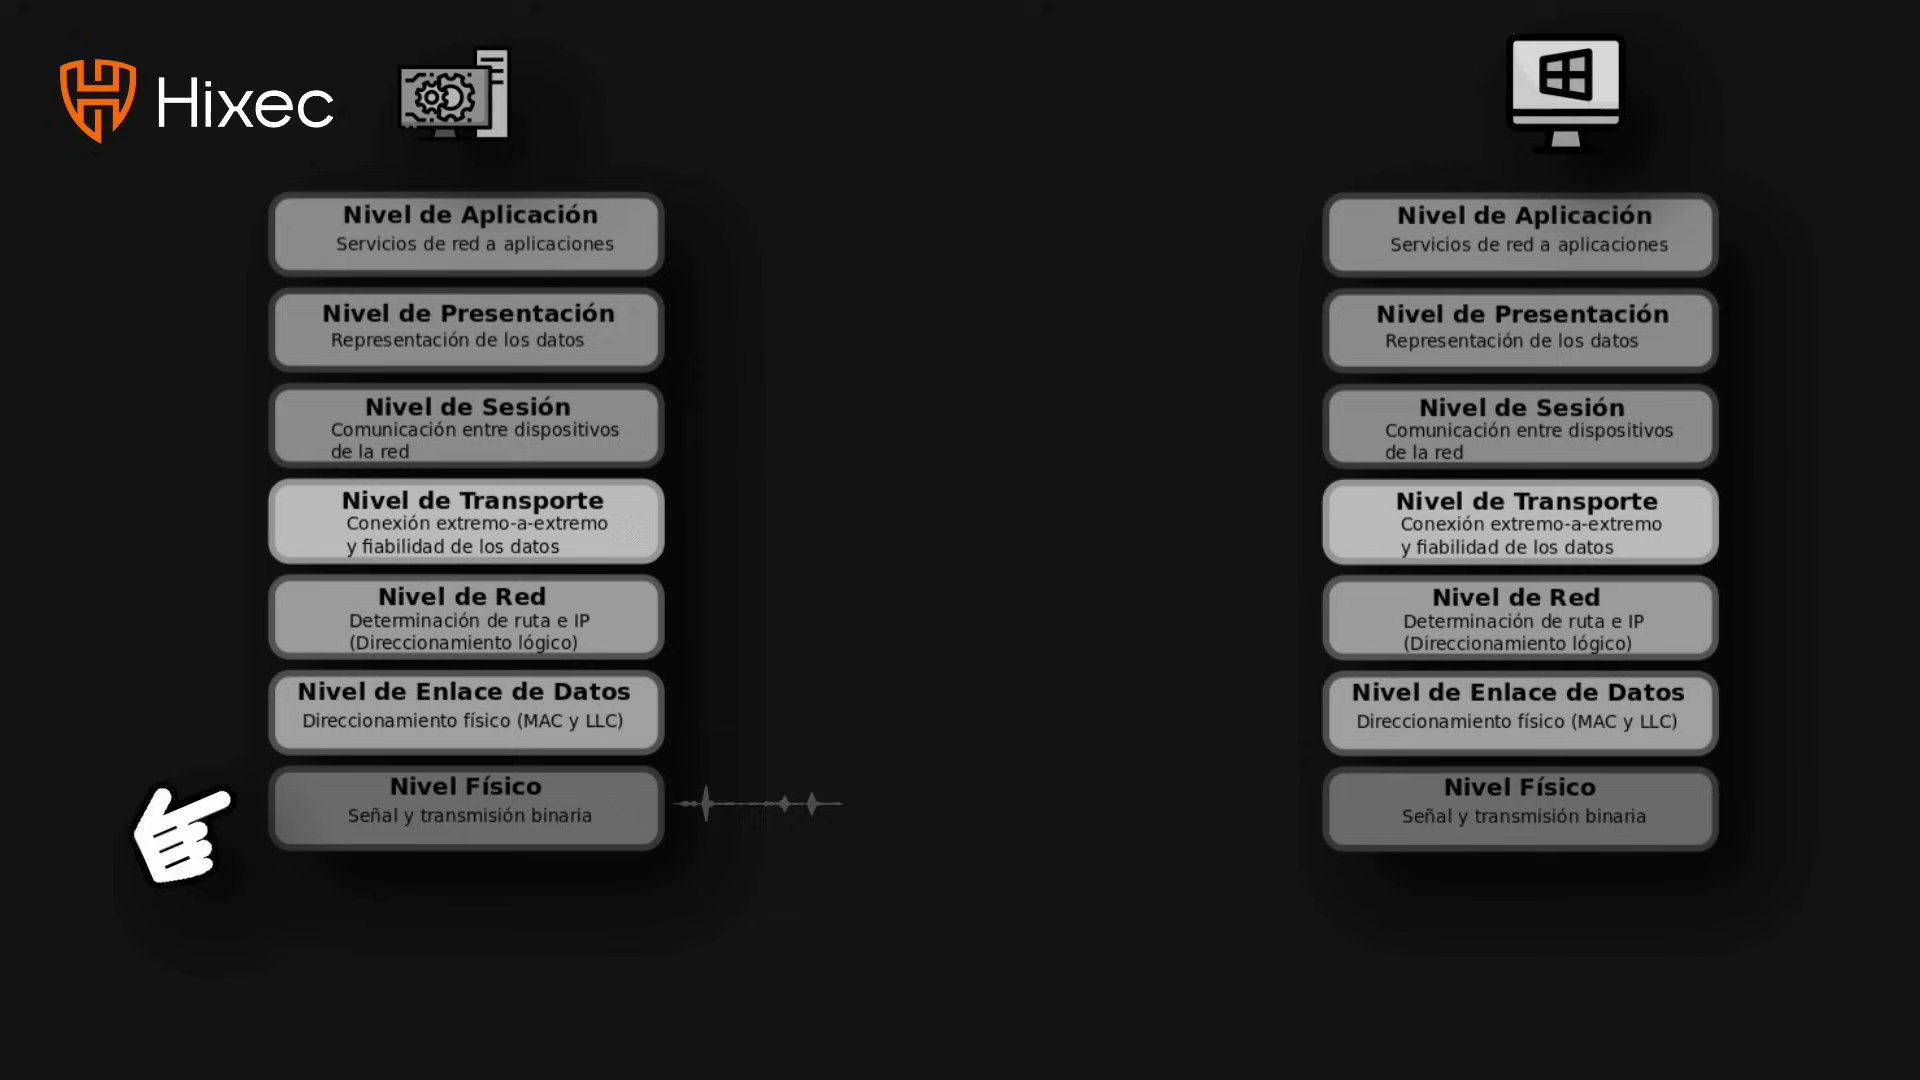 Hixec
Nivel de Aplicación
Servicios de red a aplicaciones
Nivel de Presentación
Representación de los datos
Nivel de Sesión
Comunicación entre dispositivos
de la red
Nivel de Transporte
Conexión extremo-a-extremo
y fiabilidad de los datos
Nivel de Red
Determinación de ruta e IP
(Direccionamiento lógico)
Nivel de Enlace de Datos
Direccionamiento físico (MAC y LLC)
Nivel Físico
Señal y transmisión binaria
Nivel de Aplicación
Servicios de red a aplicaciones
Nivel de Presentación
Representación de los datos
Nivel de Sesión
Comunicación entre dispositivos
de la red
Nivel de Transporte
Conexión extremo-a-extremo
y fiabilidad de los datos
Nivel de Red
Determinación de ruta e IP
(Direccionamiento lógico)
Nivel de Enlace de Datos
Direccionamiento físico (MAC y LLC)
Nivel Físico
Señal y transmisión binaria